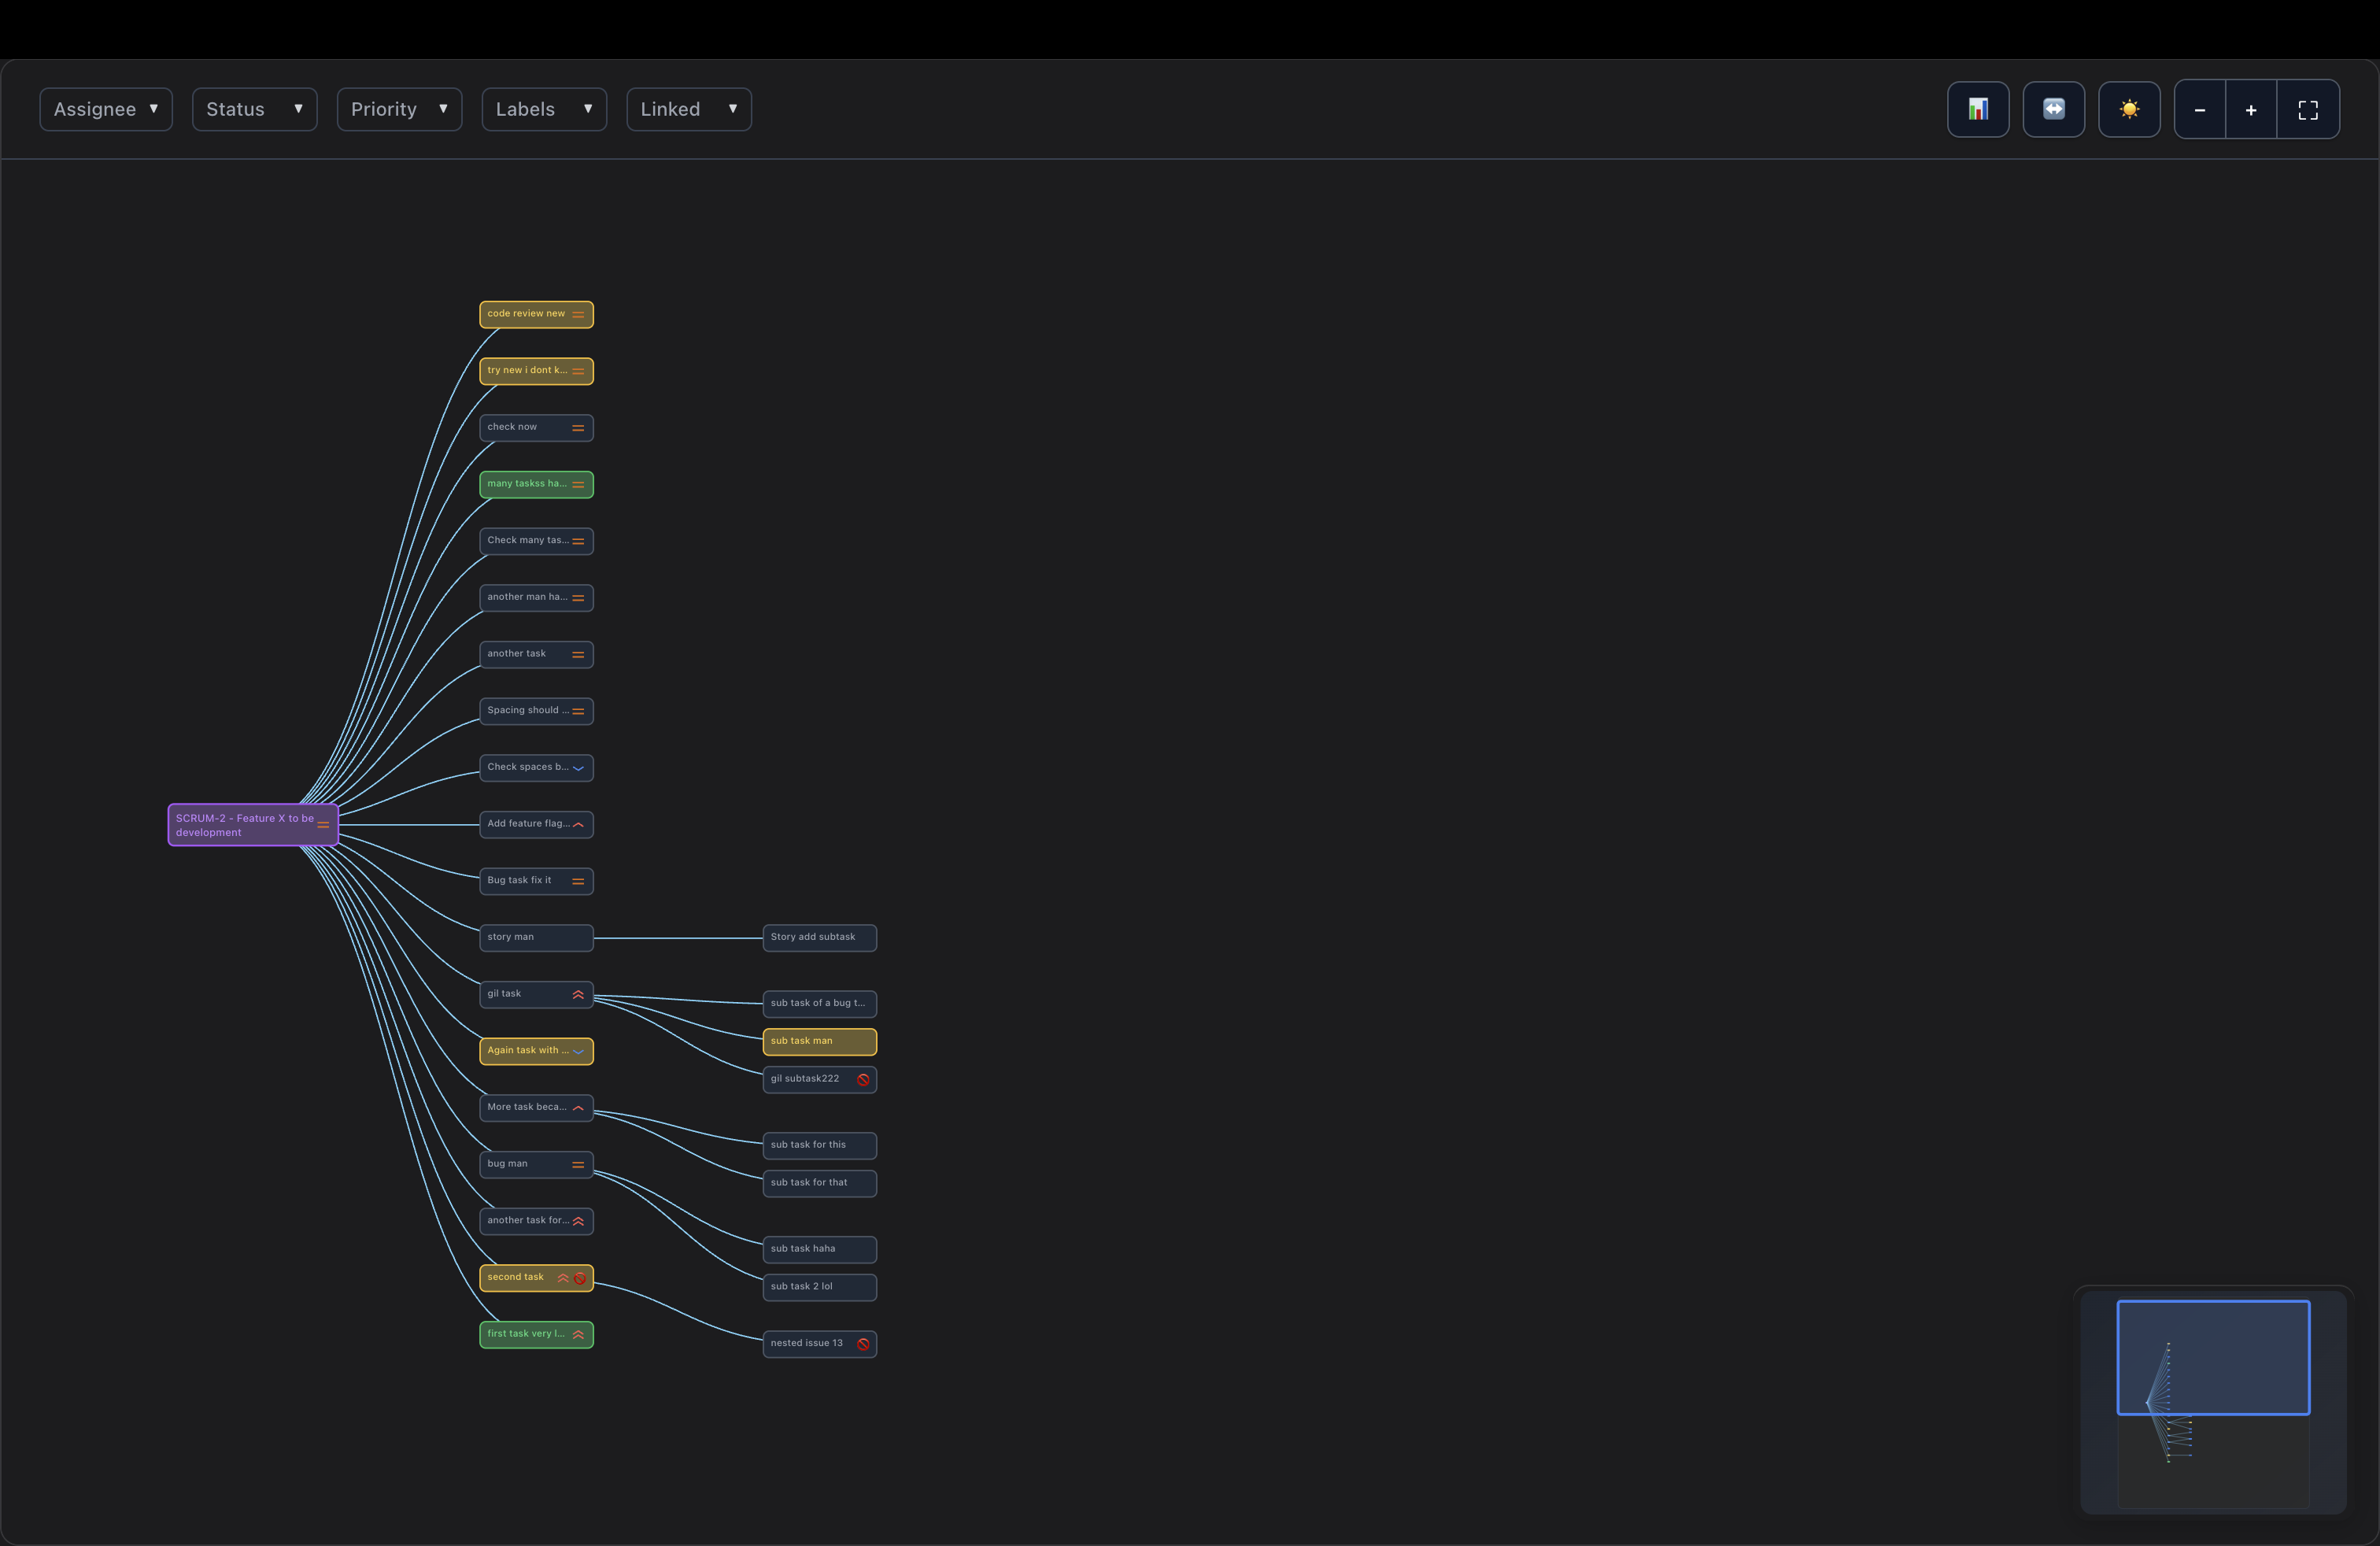 Assignee ▼
Status ▼
Priority ▼
Labels ▼
Linked ▼
code review new
try new i dont k...
check now
many taskss ha...
Check many tas...
another man ha...
another task
Spacing should ...
Check spaces b...
SCRUM-2 - Feature X to be
development
Add feature flag...
Bug task fix it
story man
Story add subtask
gil task
sub task of a bug t...
sub task man
Again task with ...
gil subtask222
More task beca...
sub task for this
bug man
sub task for that
another task for...
sub task haha
second task
sub task 2 lol
first task very l...
nested issue 13